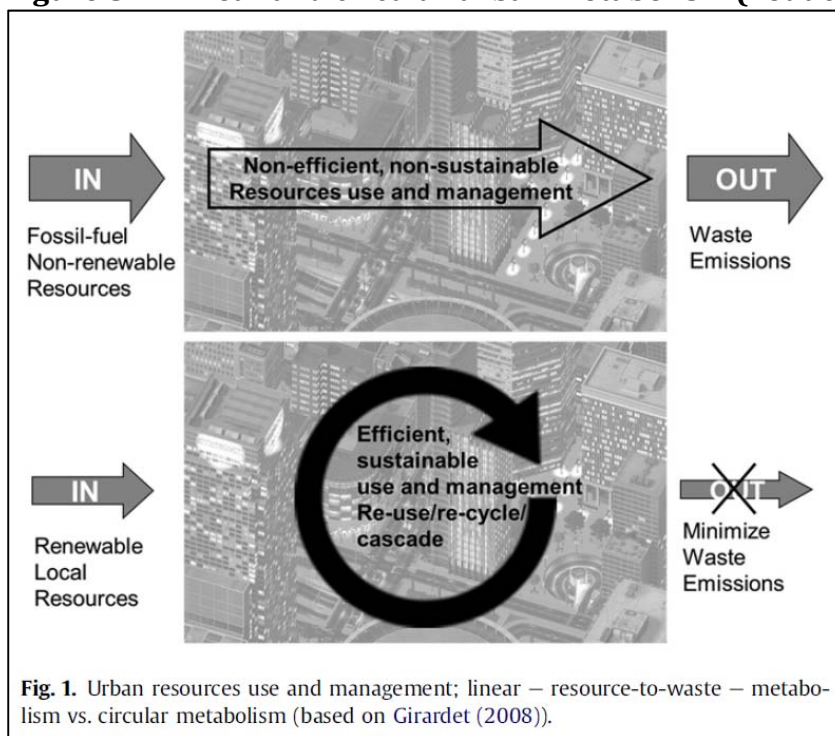 IN
Non-efficient, non-sustainable
Resources use and management
OUT
Fossil-fuel
Non-renewable
Resources
Waste
Emissions
IN
Efficient,
sustainable
use and management
Re-use/re-cycle/
cascade
OUT
Renewable
Local
Resources
Minimize
Waste
Emissions
Fig. 1. Urban resources use and management; linear – resource-to-waste – metabo-
lism vs. circular metabolism (based on Girardet (2008)).